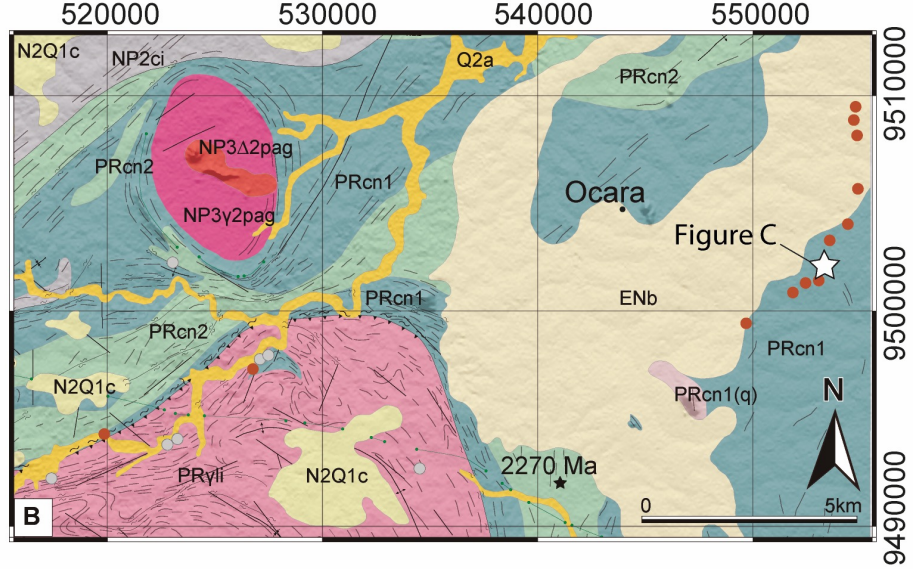 520000 530000 540000 550000
N2Q1c
NP2ci
Q2a
PRcn2
9510000
NP3Δ2pag
PRcn2
PRcn1
NP3γ2pag
Ocara
Figure C
9500000
PRcn1
ENb
PRcn2
PRcn1
N2Q1c
PRcn1(q)
N
PRγli
N2Q1c
2270 Ma
9490000
0 5km
B